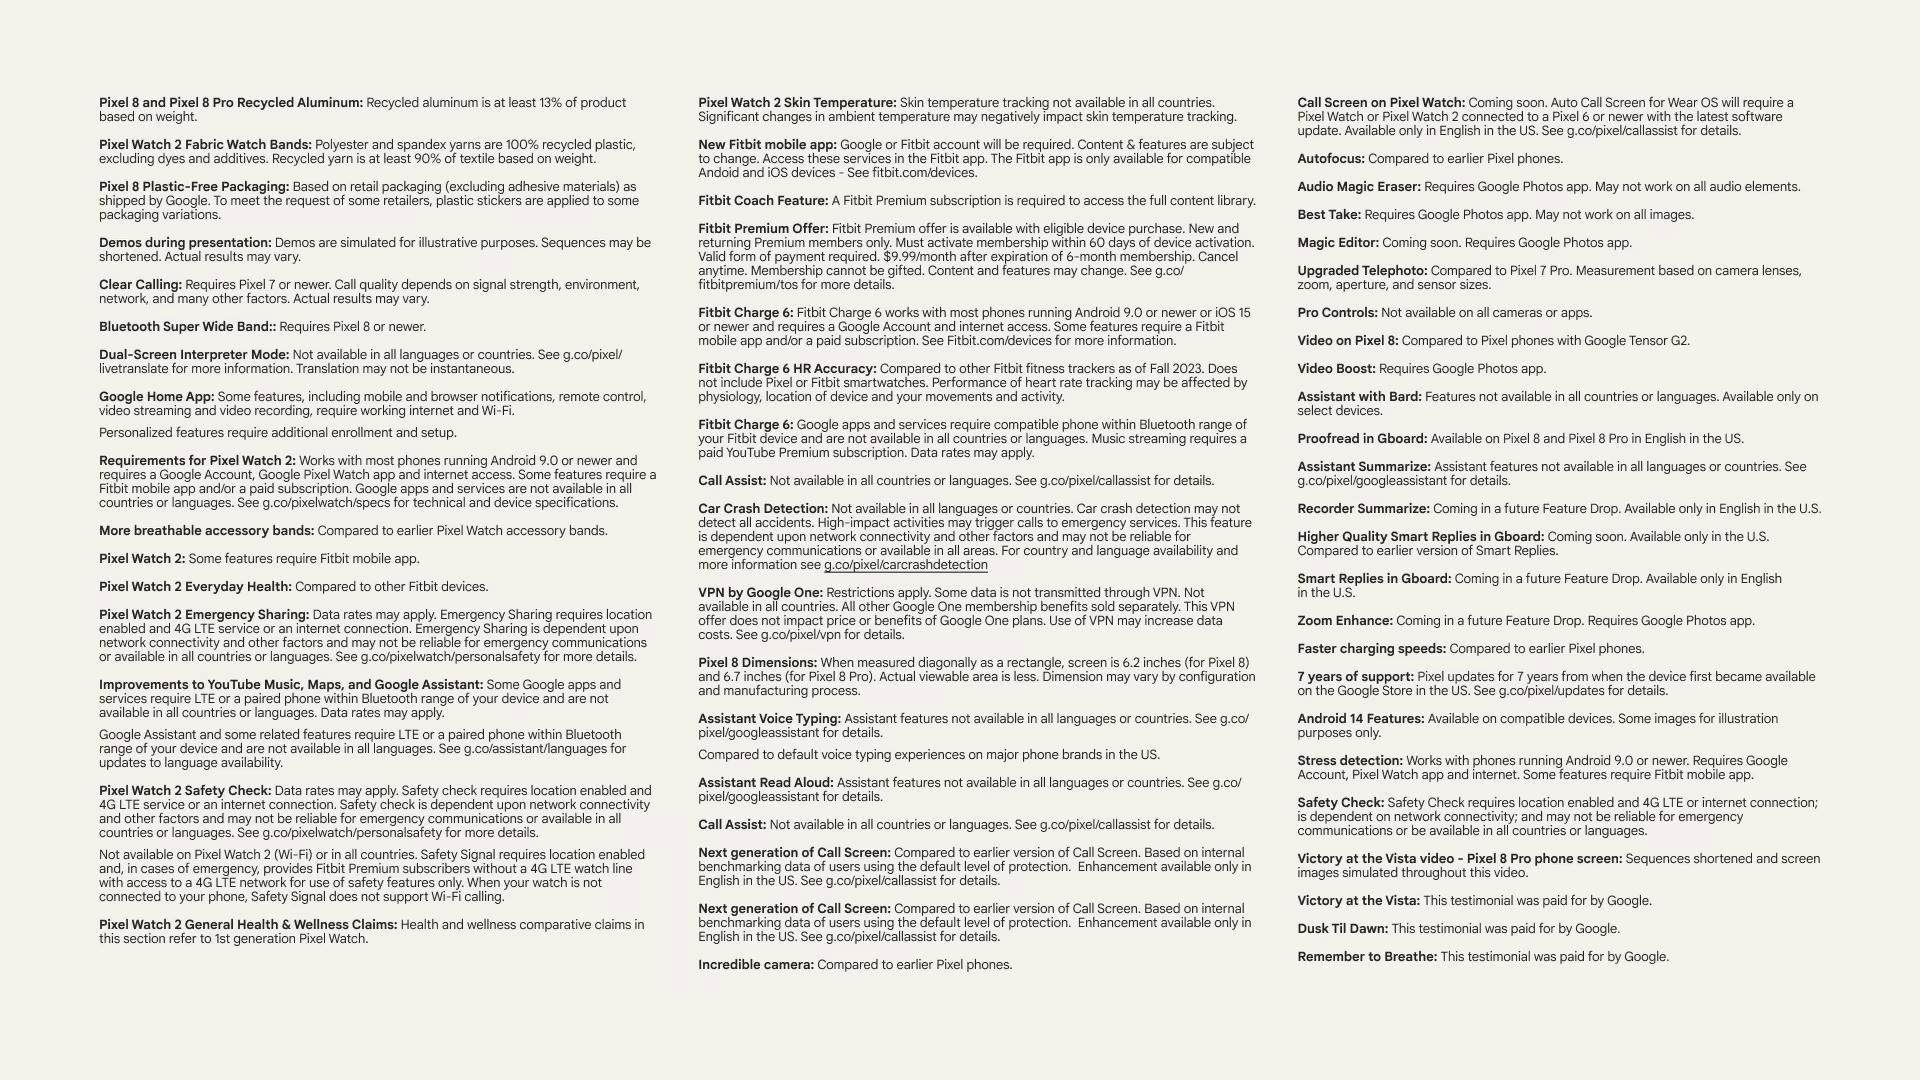 Pixel 8 and Pixel 8 Pro Recycled Aluminum: Recycled aluminum is at least 13% of product
based on weight.
Pixel Watch 2 Fabric Watch Bands: Polyester and spandex yarns are 100% recycled plastic,
excluding dyes and additives. Recycled yarn is at least 90% of textile based on weight.
Pixel 8 Plastic-Free Packaging: Based on retail packaging (excluding adhesive materials) as
shipped by Google. To meet the request of some retailers, plastic stickers are applied to some
packaging variations.
Demos during presentation: Demos are simulated for illustrative purposes. Sequences may be
shortened. Actual results may vary.
Clear Calling: Requires Pixel 7 or newer. Call quality depends on signal strength, environment,
network, and many other factors. Actual results may vary.
Bluetooth Super Wide Band:: Requires Pixel 8 or newer.
Dual-Screen Interpreter Mode: Not available in all languages or countries. See g.co/pixel/
livetranslate for more information. Translation may not be instantaneous.
Google Home App: Some features, including mobile and browser notifications, remote control,
video streaming and video recording, require working internet and Wi-Fi.
Personalized features require additional enrollment and setup.
Requirements for Pixel Watch 2: Works with most phones running Android 9.0 or newer and
requires a Google Account, Google Pixel Watch app and internet access. Some features require a
Fitbit mobile app and/or a paid subscription. Google apps and services are not available in all
countries or languages. See g.co/pixelwatch/specs for technical and device specifications.
More breathable accessory bands: Compared to earlier Pixel Watch accessory bands.
Pixel Watch 2: Some features require Fitbit mobile app.
Pixel Watch 2 Everyday Health: Compared to other Fitbit devices.
Pixel Watch 2 Emergency Sharing: Data rates may apply. Emergency Sharing requires location
enabled and 4G LTE service or an internet connection. Emergency Sharing is dependent upon
network connectivity and other factors and may not be reliable for emergency communications
or available in all countries or languages. See g.co/pixelwatch/personalsafety for more details.
Improvements to YouTube Music, Maps, and Google Assistant: Some Google apps and
services require LTE or a paired phone within Bluetooth range of your device and are not
available in all countries or languages. Data rates may apply.
Google Assistant and some related features require LTE or a paired phone within Bluetooth
range of your device and are not available in all languages. See g.co/assistant/languages for
updates to language availability.
Pixel Watch 2 Safety Check: Data rates may apply. Safety check requires location enabled and
4G LTE service or an internet connection. Safety check is dependent upon network connectivity
and other factors and may not be reliable for emergency communications or available in all
countries or languages. See g.co/pixelwatch/personalsafety for more details.
Not available on Pixel Watch 2 (Wi-Fi) or in all countries. Safety Signal requires location enabled
and, in cases of emergency, provides Fitbit Premium subscribers without a 4G LTE watch line
with access to a 4G LTE network for use of safety features only. When your watch is not
connected to your phone, Safety Signal does not support Wi-Fi calling.
Pixel Watch 2 General Health & Wellness Claims: Health and wellness comparative claims in
this section refer to 1st generation Pixel Watch.
Pixel Watch 2 Skin Temperature: Skin temperature tracking not available in all countries.
Significant changes in ambient temperature may negatively impact skin temperature tracking.
New Fitbit mobile app: Google or Fitbit account will be required. Content & features are subject
to change. Access these services in the Fitbit app. The Fitbit app is only available for compatible
Andoid and iOS devices - See fitbit.com/devices.
Fitbit Coach Feature: A Fitbit Premium subscription is required to access the full content library.
Fitbit Premium Offer: Fitbit Premium offer is available with eligible device purchase. New and
returning Premium members only. Must activate membership within 60 days of device activation.
Valid form of payment required. $9.99/month after expiration of 6-month membership. Cancel
anytime. Membership cannot be gifted. Content and features may change. See g.co/
fitbitpremium/tos for more details.
Fitbit Charge 6: Fitbit Charge 6 works with most phones running Android 9.0 or newer or iOS 15
or newer and requires a Google Account and internet access. Some features require a Fitbit
mobile app and/or a paid subscription. See Fitbit.com/devices for more information.
Fitbit Charge 6 HR Accuracy: Compared to other Fitbit fitness trackers as of Fall 2023. Does
not include Pixel or Fitbit smartwatches. Performance of heart rate tracking may be affected by
physiology, location of device and your movements and activity.
Fitbit Charge 6: Google apps and services require compatible phone within Bluetooth range of
your Fitbit device and are not available in all countries or languages. Music streaming requires a
paid YouTube Premium subscription. Data rates may apply.
Call Assist: Not available in all countries or languages. See g.co/pixel/callassist for details.
Car Crash Detection: Not available in all languages or countries. Car crash detection may not
detect all accidents. High-impact activities may trigger calls to emergency services. This feature
is dependent upon network connectivity and other factors and may not be reliable for
emergency communications or available in all areas. For country and language availability and
more information see g.co/pixel/carcrashdetection
VPN by Google One: Restrictions apply. Some data is not transmitted through VPN. Not
available in all countries. All other Google One membership benefits sold separately. This VPN
offer does not impact price or benefits of Google One plans. Use of VPN may increase data
costs. See g.co/pixel/vpn for details.
Pixel 8 Dimensions: When measured diagonally as a rectangle, screen is 6.2 inches (for Pixel 8)
and 6.7 inches (for Pixel 8 Pro). Actual viewable area is less. Dimension may vary by configuration
and manufacturing process.
Assistant Voice Typing: Assistant features not available in all languages or countries. See g.co/
pixel/googleassistant for details.
Compared to default voice typing experiences on major phone brands in the US.
Assistant Read Aloud: Assistant features not available in all languages or countries. See g.co/
pixel/googleassistant for details.
Call Assist: Not available in all countries or languages. See g.co/pixel/callassist for details.
Next generation of Call Screen: Compared to earlier version of Call Screen. Based on internal
benchmarking data of users using the default level of protection.  Enhancement available only in
English in the US. See g.co/pixel/callassist for details.
Next generation of Call Screen: Compared to earlier version of Call Screen. Based on internal
benchmarking data of users using the default level of protection.  Enhancement available only in
English in the US. See g.co/pixel/callassist for details.
Incredible camera: Compared to earlier Pixel phones.
Call Screen on Pixel Watch: Coming soon. Auto Call Screen for Wear OS will require a
Pixel Watch or Pixel Watch 2 connected to a Pixel 6 or newer with the latest software
update. Available only in English in the US. See g.co/pixel/callassist for details.
Autofocus: Compared to earlier Pixel phones.
Audio Magic Eraser: Requires Google Photos app. May not work on all audio elements.
Best Take: Requires Google Photos app. May not work on all images.
Magic Editor: Coming soon. Requires Google Photos app.
Upgraded Telephoto: Compared to Pixel 7 Pro. Measurement based on camera lenses,
zoom, aperture, and sensor sizes.
Pro Controls: Not available on all cameras or apps.
Video on Pixel 8: Compared to Pixel phones with Google Tensor G2.
Video Boost: Requires Google Photos app.
Assistant with Bard: Features not available in all countries or languages. Available only on
select devices.
Proofread in Gboard: Available on Pixel 8 and Pixel 8 Pro in English in the US.
Assistant Summarize: Assistant features not available in all languages or countries. See
g.co/pixel/googleassistant for details.
Recorder Summarize: Coming in a future Feature Drop. Available only in English in the U.S.
Higher Quality Smart Replies in Gboard: Coming soon. Available only in the U.S.
Compared to earlier version of Smart Replies.
Smart Replies in Gboard: Coming in a future Feature Drop. Available only in English
in the U.S.
Zoom Enhance: Coming in a future Feature Drop. Requires Google Photos app.
Faster charging speeds: Compared to earlier Pixel phones.
7 years of support: Pixel updates for 7 years from when the device first became available
on the Google Store in the US. See g.co/pixel/updates for details.
Android 14 Features: Available on compatible devices. Some images for illustration
purposes only.
Stress detection: Works with phones running Android 9.0 or newer. Requires Google
Account, Pixel Watch app and internet. Some features require Fitbit mobile app.
Safety Check: Safety Check requires location enabled and 4G LTE or internet connection;
is dependent on network connectivity; and may not be reliable for emergency
communications or be available in all countries or languages.
Victory at the Vista video - Pixel 8 Pro phone screen: Sequences shortened and screen
images simulated throughout this video.
Victory at the Vista: This testimonial was paid for by Google.
Dusk Til Dawn: This testimonial was paid for by Google.
Remember to Breathe: This testimonial was paid for by Google.